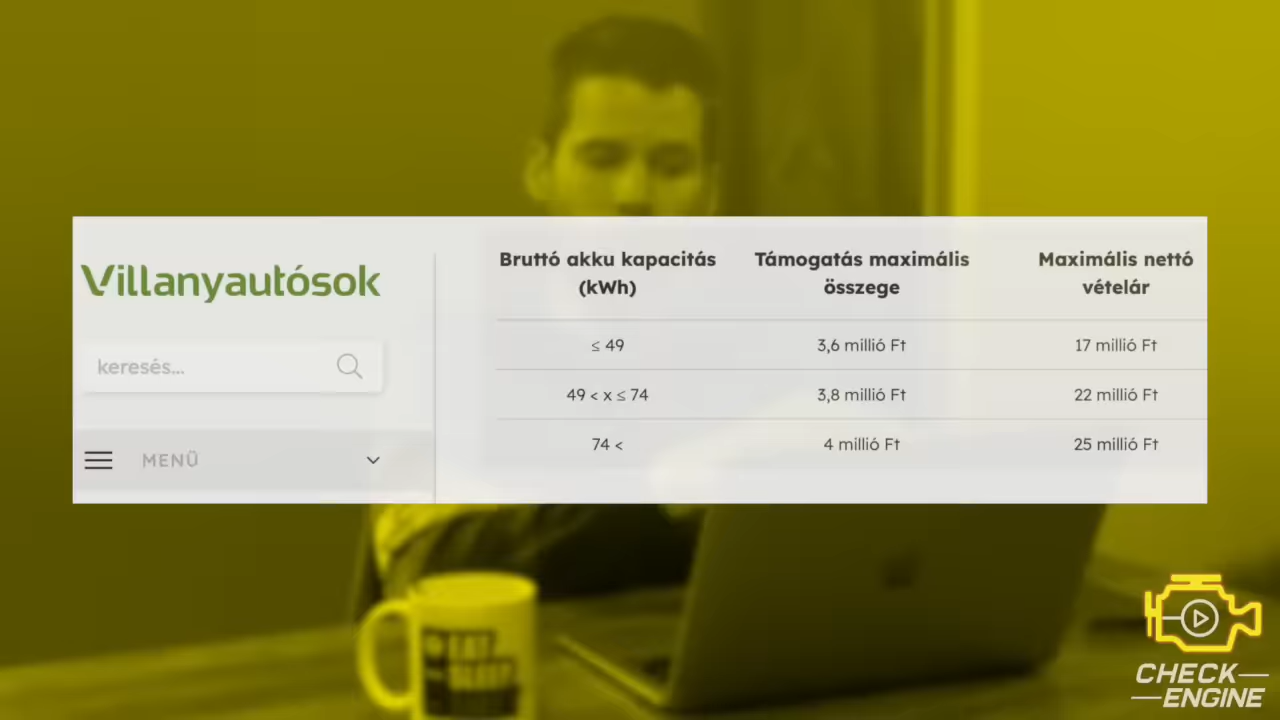 Villanyautósok
keresés...
MENÜ
Bruttó akku kapacitás (kWh) Támogatás maximális összege Maximális nettó vételár
≤ 49 3,6 millió Ft 17 millió Ft
49 < x ≤ 74 3,8 millió Ft 22 millió Ft
74 < 4 millió Ft 25 millió Ft
EAT
SLEEP
CHECK
ENGINE